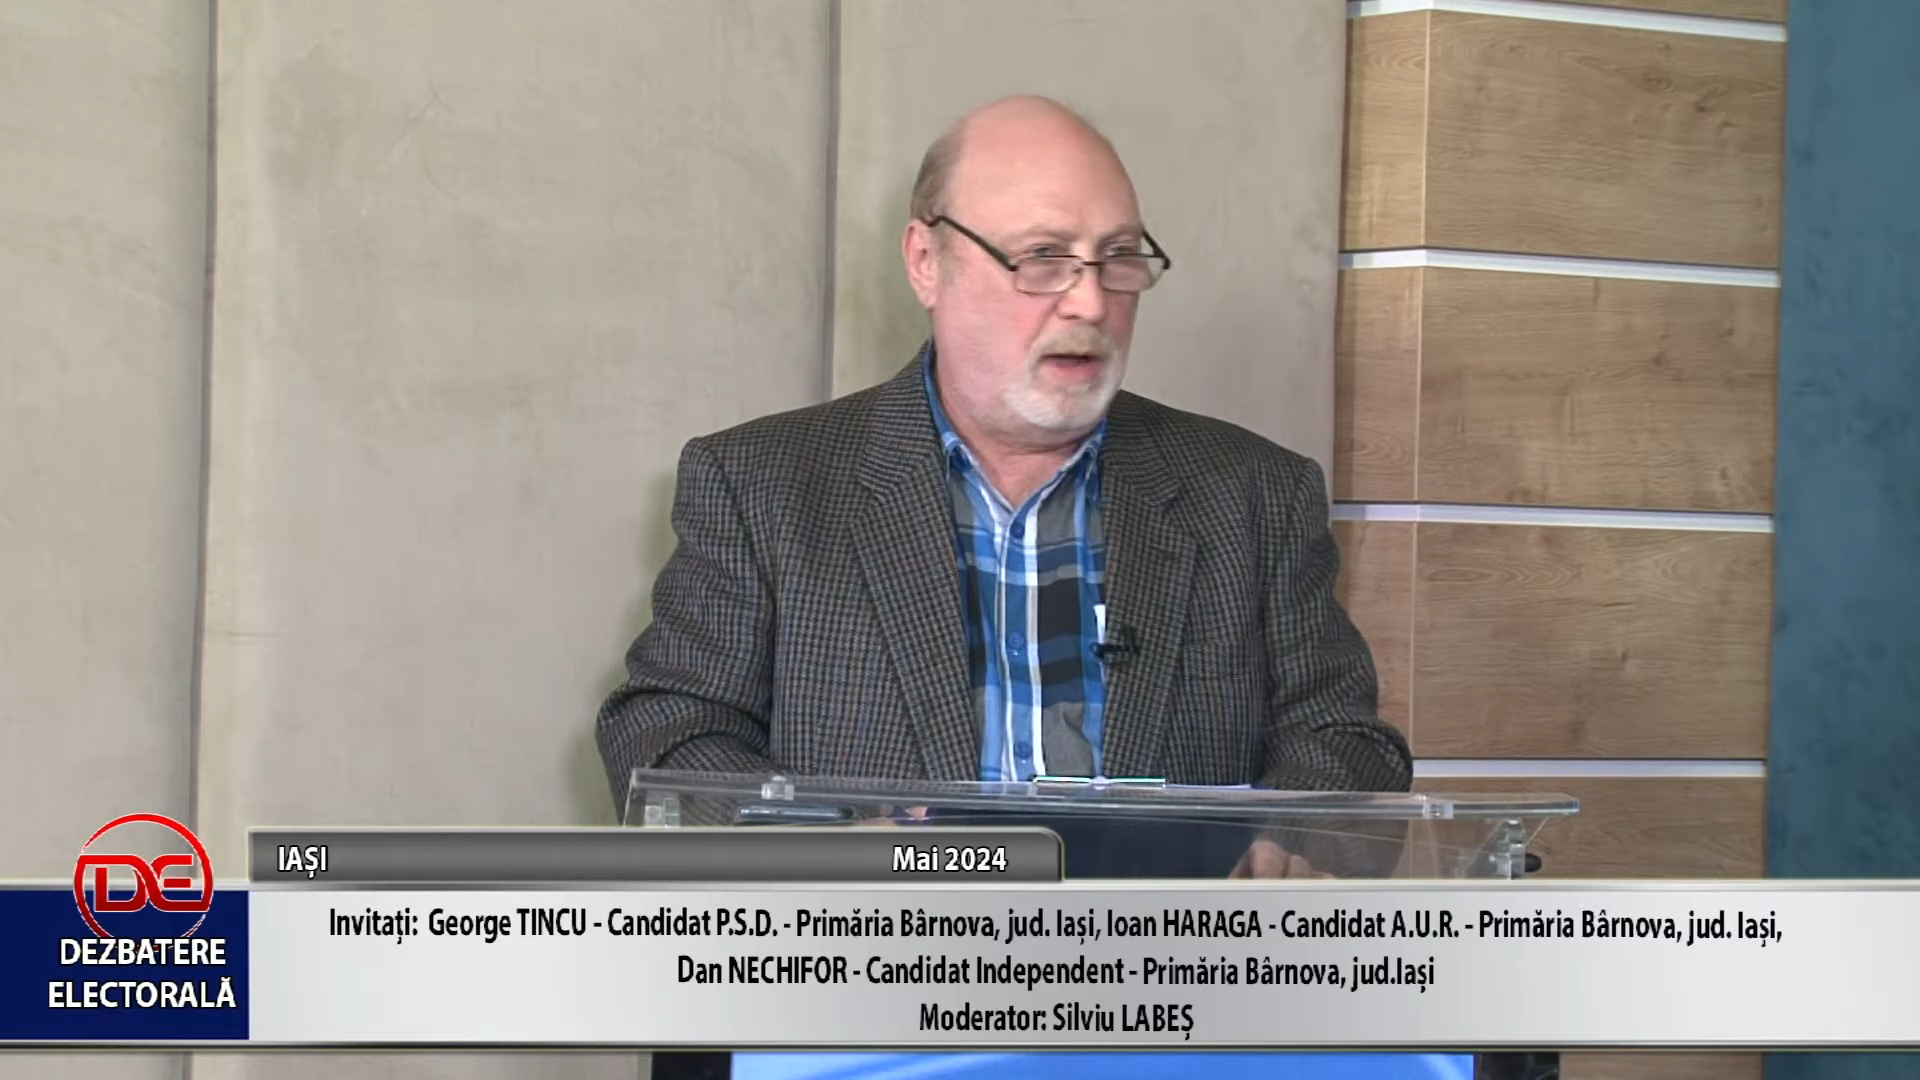 IAȘI
Mai 2024
DE
DEZBATERE
ELECTORALĂ
Invitați: George TINCU - Candidat P.S.D. - Primăria Bârnova, jud. Iași, Ioan HARAGA - Candidat A.U.R. - Primăria Bârnova, jud. Iași,
Dan NECHIFOR - Candidat Independent - Primăria Bârnova, jud.Iași
Moderator: Silviu LABEȘ